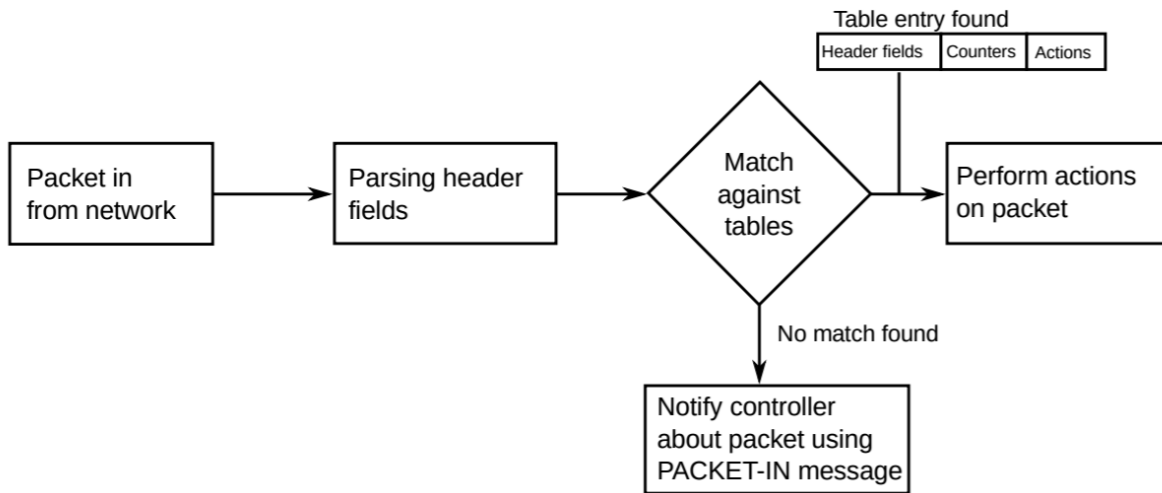 Table entry found
Header fields Counters Actions
Packet in
from network
Parsing header
fields
Match
against
tables
Perform actions
on packet
No match found
Notify controller
about packet using
PACKET-IN message